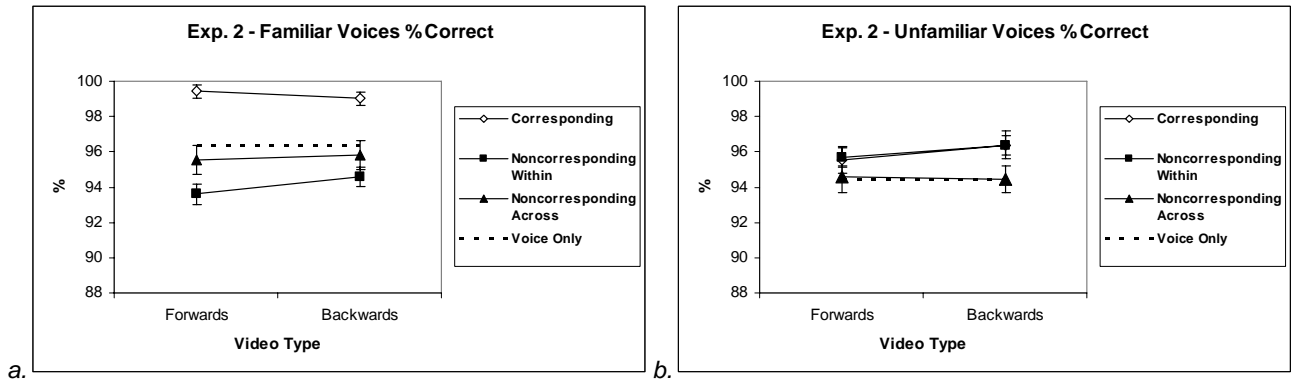 Exp. 2 - Familiar Voices %Correct
%
100
98
96
94
92
90
88
Forwards Backwards
Video Type
Corresponding
Noncorresponding
Within
Noncorresponding
Across
Voice Only
a.
Exp. 2 - Unfamiliar Voices %Correct
%
100
98
96
94
92
90
88
Forwards Backwards
Video Type
Corresponding
Noncorresponding
Within
Noncorresponding
Across
Voice Only
b.